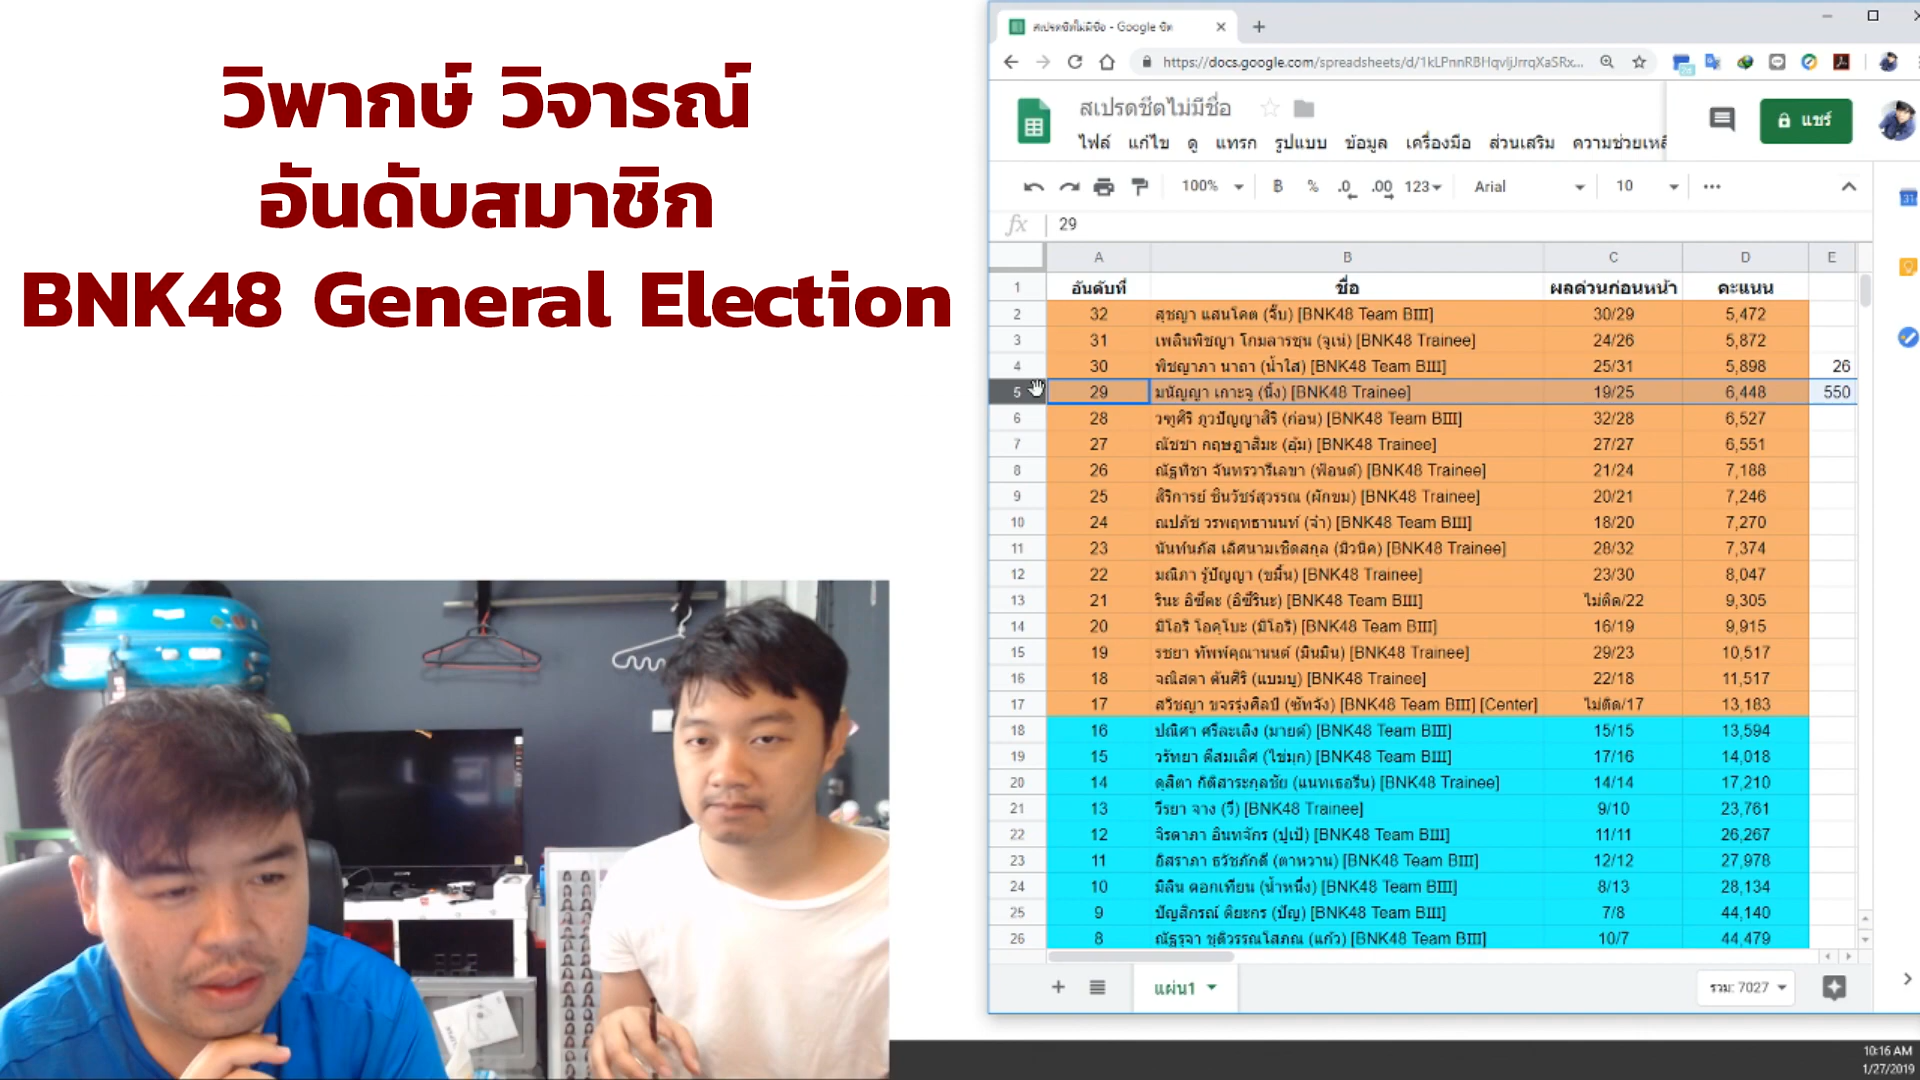 วิพากษ์ วิจารณ์
อันดับสมาชิก
BNK48 General Election
สเปรดชีตไม่มีชื่อ - Google ชีต
https://docs.google.com/spreadsheets/d/1kLPnnRBHqvljJrrqXaSRx...
สเปรดชีตไม่มีชื่อ
แชร์
ไฟล์ แก้ไข ดู แทรก รูปแบบ ข้อมูล เครื่องมือ ส่วนเสริม ความช่วยเหลื
100% B % .0 .00 123 Arial 10 ...
fx 29
A B C D E
1 อันดับที่ ชื่อ ผลด่วนก่อนหน้า คะแนน
2 32 สุชญา แสนโคต (จิ๊บ) [BNK48 Team BIII] 30/29 5,472
3 31 เพลินพิชญา โกมลารชุน (จูเน่) [BNK48 Trainee] 24/26 5,872
4 30 พิชญาภา นาถา (น้ำใส) [BNK48 Team BIII] 25/31 5,898 26
5 29 มนัญญา เกาะจู (นิ้ง) [BNK48 Trainee] 19/25 6,448 550
6 28 วฑูศิริ ภูวปัญญาสิริ (ก่อน) [BNK48 Team BIII] 32/28 6,527
7 27 ณัชชา กฤษฎาสิมะ (อุ้ม) [BNK48 Trainee] 27/27 6,551
8 26 ณัฐทิชา จันทรวารีเลขา (ฟ้อนด์) [BNK48 Trainee] 21/24 7,188
9 25 สิริการย์ ชินวัชร์สุวรรณ (ผักขม) [BNK48 Trainee] 20/21 7,246
10 24 ณปภัช วรพฤทธานนท์ (จ๋า) [BNK48 Team BIII] 18/20 7,270
11 23 นันท์นภัส เลิศนามเชิดสกุล (มิวนิค) [BNK48 Trainee] 28/32 7,374
12 22 มณิภา รู้ปัญญา (ขมิ้น) [BNK48 Trainee] 23/30 8,047
13 21 รินะ อิซึตะ (อิซึรินะ) [BNK48 Team BIII] ไม่ติด/22 9,305
14 20 มิโอริ โอคุโบะ (มิโอริ) [BNK48 Team BIII] 16/19 9,915
15 19 รชยา ทัพพ์คุณานนต์ (มินมิน) [BNK48 Trainee] 29/23 10,517
16 18 จณิสตา ตันศิริ (แบมบู) [BNK48 Trainee] 22/18 11,517
17 17 สวิชญา ขจรรุ่งศิลป์ (ซัทจัง) [BNK48 Team BIII] [Center] ไม่ติด/17 13,183
18 16 ปณิศา ศรีละเลิง (มายด์) [BNK48 Team BIII] 15/15 13,594
19 15 วรัทยา ดีสมเลิศ (ไข่มุก) [BNK48 Team BIII] 17/16 14,018
20 14 ดุสิตา กิติสาระกุลชัย (แนทเธอรีน) [BNK48 Trainee] 14/14 17,210
21 13 วีรยา จาง (วี) [BNK48 Trainee] 9/10 23,761
22 12 จิรดาภา อินทจักร (ปูเป้) [BNK48 Team BIII] 11/11 26,267
23 11 อิสราภา ธวัชภักดี (ตาหวาน) [BNK48 Team BIII] 12/12 27,978
24 10 มิลิน ดอกเทียน (น้ำหนึ่ง) [BNK48 Team BIII] 8/13 28,134
25 9 ปัญสิกรณ์ ติยะกร (ปัญ) [BNK48 Team BIII] 7/8 44,140
26 8 ณัฐรุจา ชุติวรรณโสภณ (แก้ว) [BNK48 Team BIII] 10/7 44,479
แผ่น1
รวม: 7027
10:16 AM
1/27/2019